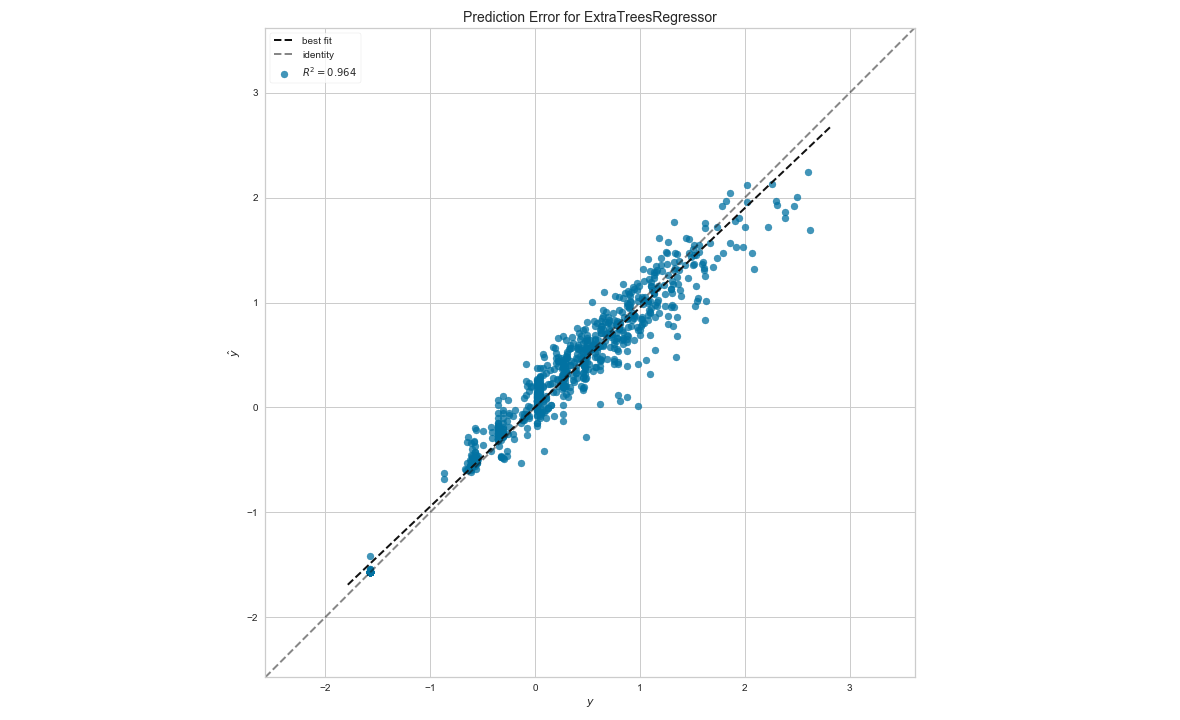 Prediction Error for ExtraTreesRegressor
best fit
identity
R² = 0.964
3
2
1
0
−1
−2
ŷ
−2 −1 0 1 2 3
y